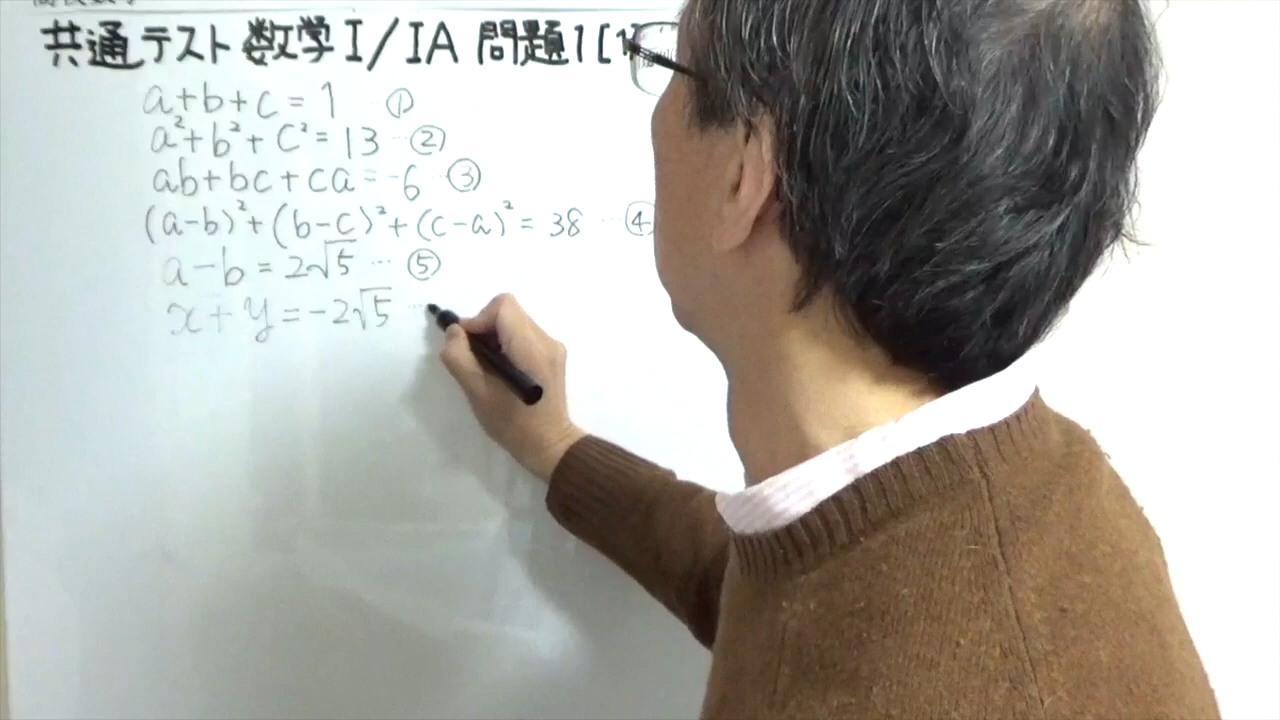 共通テスト 数学 I/IA 問題1[1
a+b+c=1 ①
a²+b²+c²=13 … ②
ab+bc+ca=-6 … ③
(a-b)²+(b-c)²+(c-a)²=38 … ④
a-b=2√5 … ⑤
x+y=-2√5 …